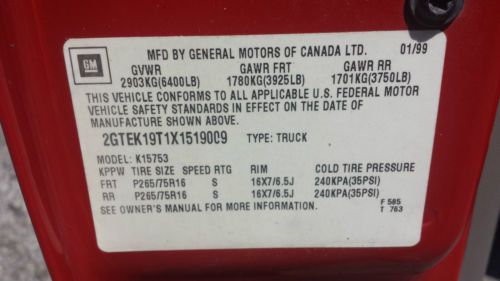 GM
MFD BY GENERAL MOTORS OF CANADA LTD. 01/99
GVWR GAWR FRT GAWR RR
2903KG(6400LB) 1780KG(3925LB) 1701KG(3750LB)
THIS VEHICLE CONFORMS TO ALL APPLICABLE U.S. FEDERAL MOTOR
VEHICLE SAFETY STANDARDS IN EFFECT ON THE DATE OF
MANUFACTURE SHOWN ABOVE.
2GTEK19T1X1519009 TYPE: TRUCK
MODEL: K15753
KPPW TIRE SIZE SPEED RTG RIM COLD TIRE PRESSURE
FRT P265/75R16 S 16X7/6.5J 240KPA(35PSI)
RR P265/75R16 S 16X7/6.5J 240KPA(35PSI)
SEE OWNER'S MANUAL FOR MORE INFORMATION.
F 585
T 763